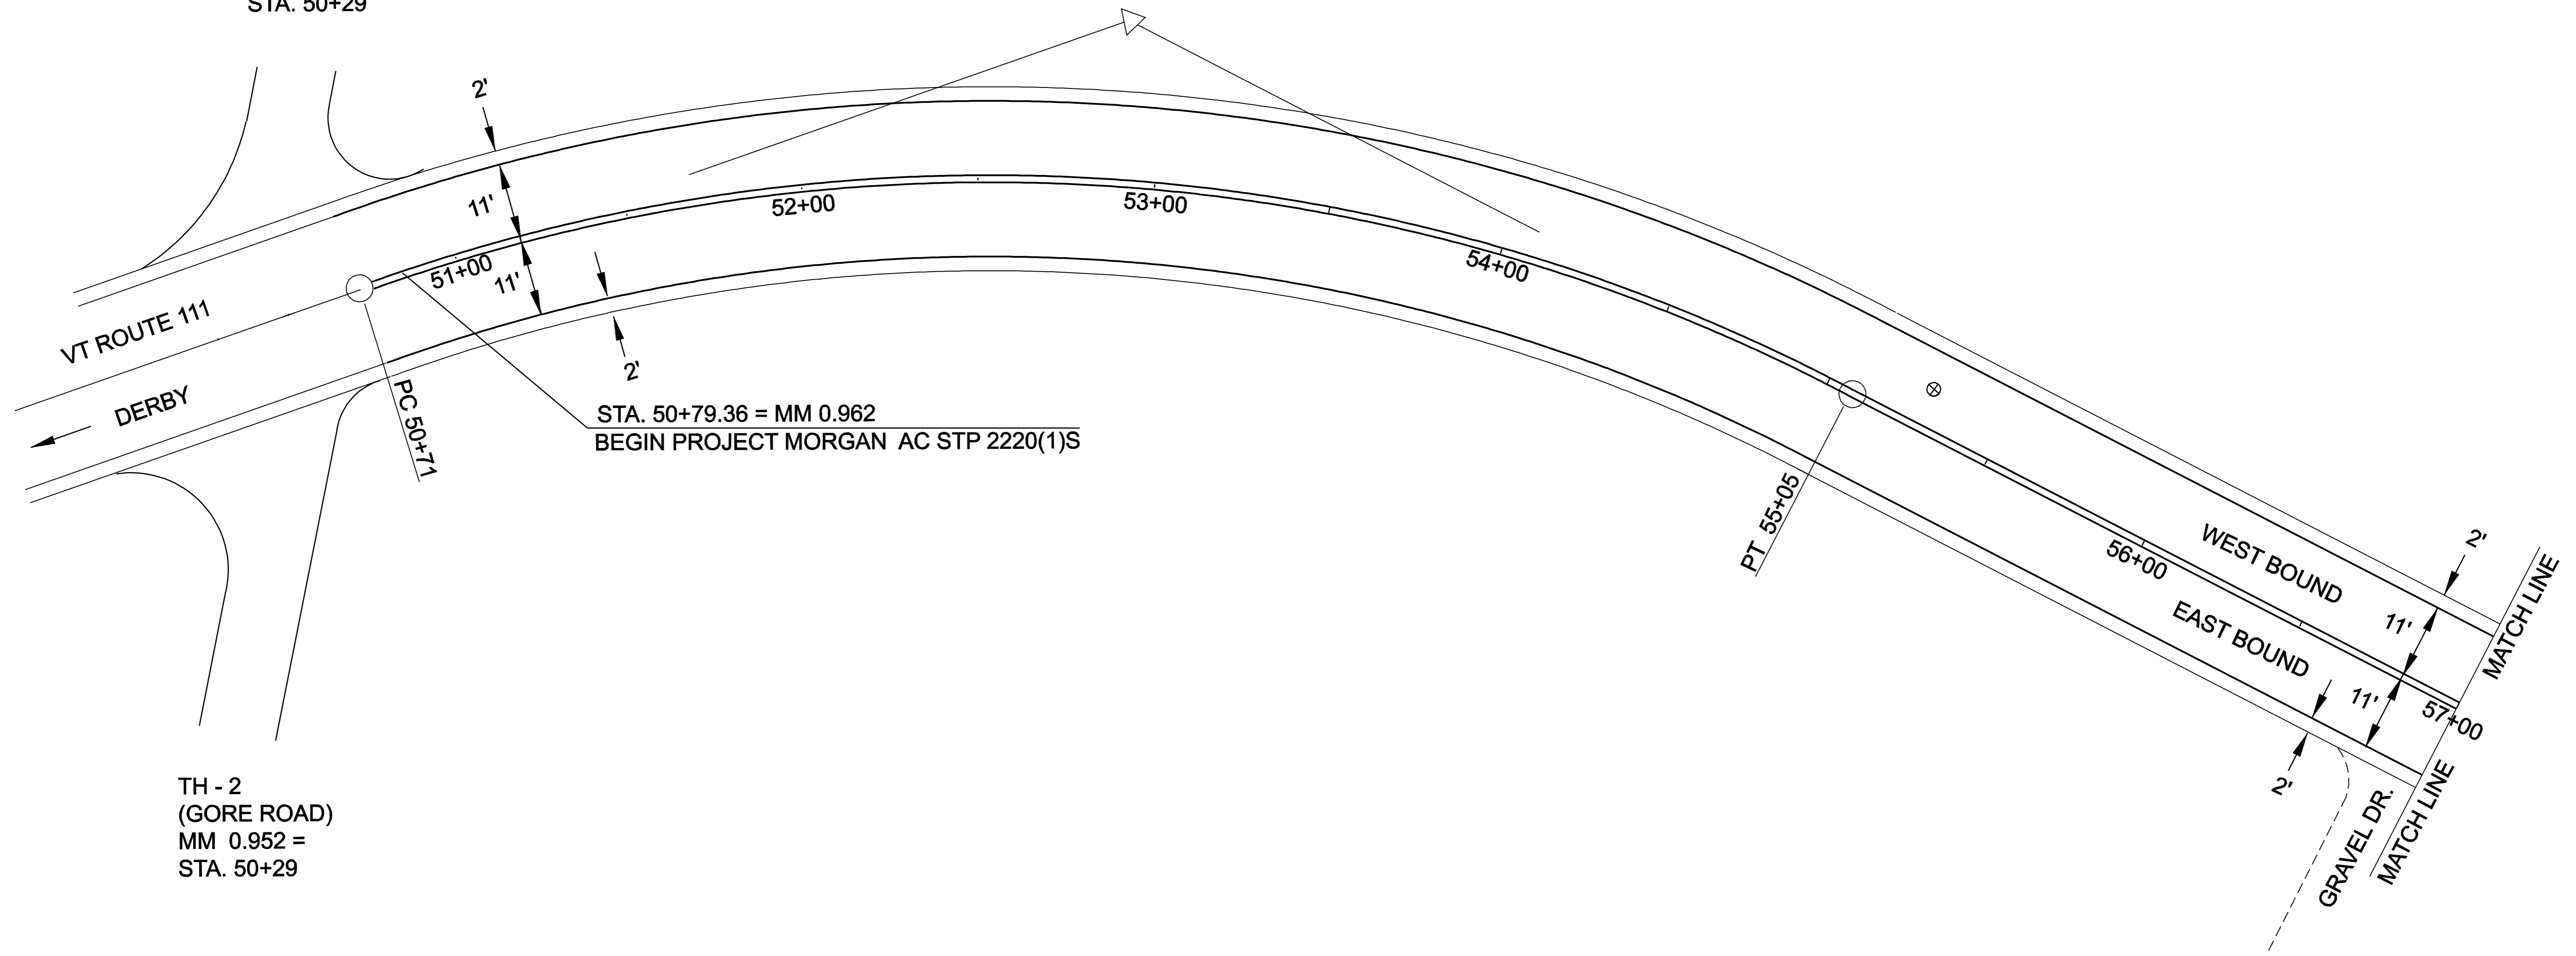 STA. 50+29
2'
11'
52+00
53+00
51+00
11'
54+00
VT ROUTE 111
2'
DERBY
PC 50+71
STA. 50+79.36 = MM 0.962
BEGIN PROJECT MORGAN AC STP 2220(1)S
PT 55+05
WEST BOUND
2'
56+00
MATCH LINE
EAST BOUND
11'
11'
57+00
2'
GRAVEL DR.
MATCH LINE
TH - 2
(GORE ROAD)
MM 0.952 =
STA. 50+29